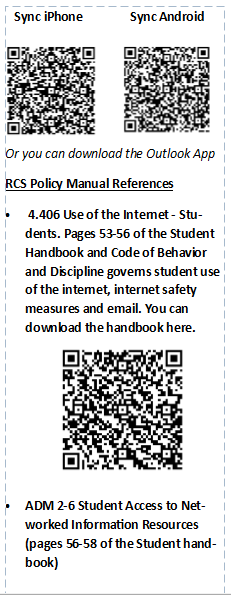 Sync iPhone Sync Android
Or you can download the Outlook App
RCS Policy Manual References
• 4.406 Use of the Internet - Stu-
dents. Pages 53-56 of the Student
Handbook and Code of Behavior
and Discipline governs student use
of the internet, internet safety
measures and email. You can
download the handbook here.
• ADM 2-6 Student Access to Net-
worked Information Resources
(pages 56-58 of the Student hand-
book)